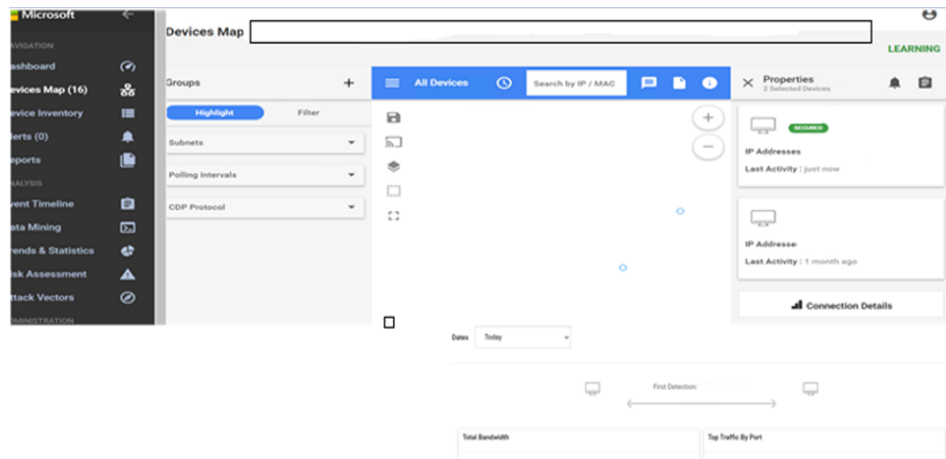 Microsoft
Devices Map
LEARNING
AVIGATION
ashboard
evices Map (16)
evice Inventory
lerts (0)
eports
NALYSIS
vent Timeline
ata Mining
rends & Statistics
isk Assessment
ttack Vectors
DMINISTRATION
Groups
+
Highlight
Filter
Subnets
Polling Intervals
CDP Protocol
All Devices
Search by IP / MAC
+
−
Properties
2 Selected Devices
SECURED
IP Addresses
Last Activity : just now
IP Addresse
Last Activity : 1 month ago
Connection Details
Dates
Today
First Detection:
Total Bandwidth
Top Traffic By Port